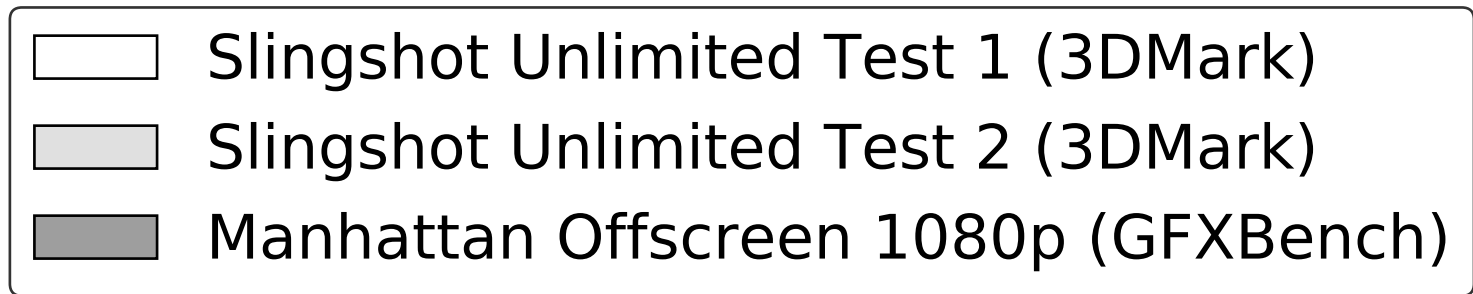 Slingshot Unlimited Test 1 (3DMark)
Slingshot Unlimited Test 2 (3DMark)
Manhattan Offscreen 1080p (GFXBench)